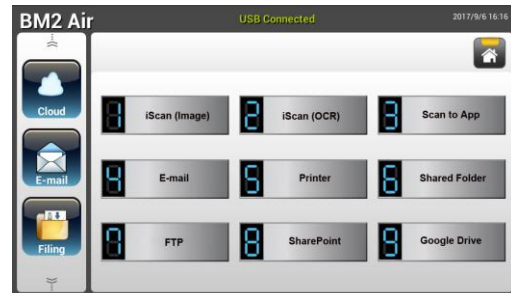 BM2 Air USB Connected 2017/9/6 16:16
Cloud
E-mail
Filing
1 iScan (Image) 2 iScan (OCR) 3 Scan to App
4 E-mail 5 Printer 6 Shared Folder
7 FTP 8 SharePoint 9 Google Drive